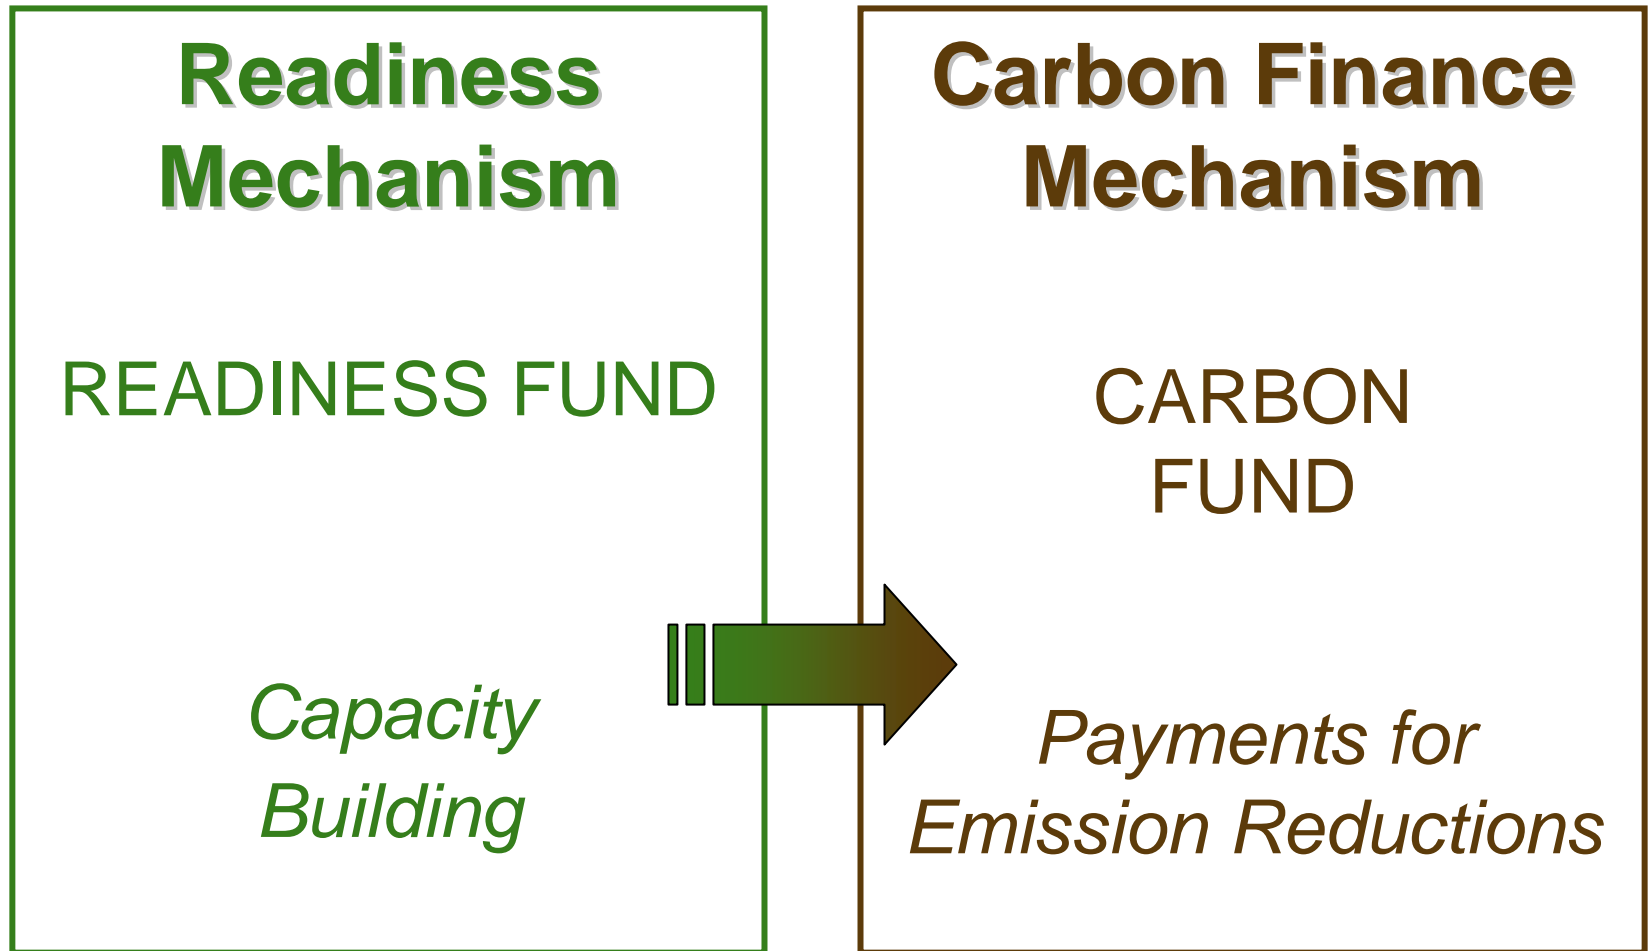 Readiness
Mechanism
READINESS FUND
Capacity
Building
Carbon Finance
Mechanism
CARBON
FUND
Payments for
Emission Reductions